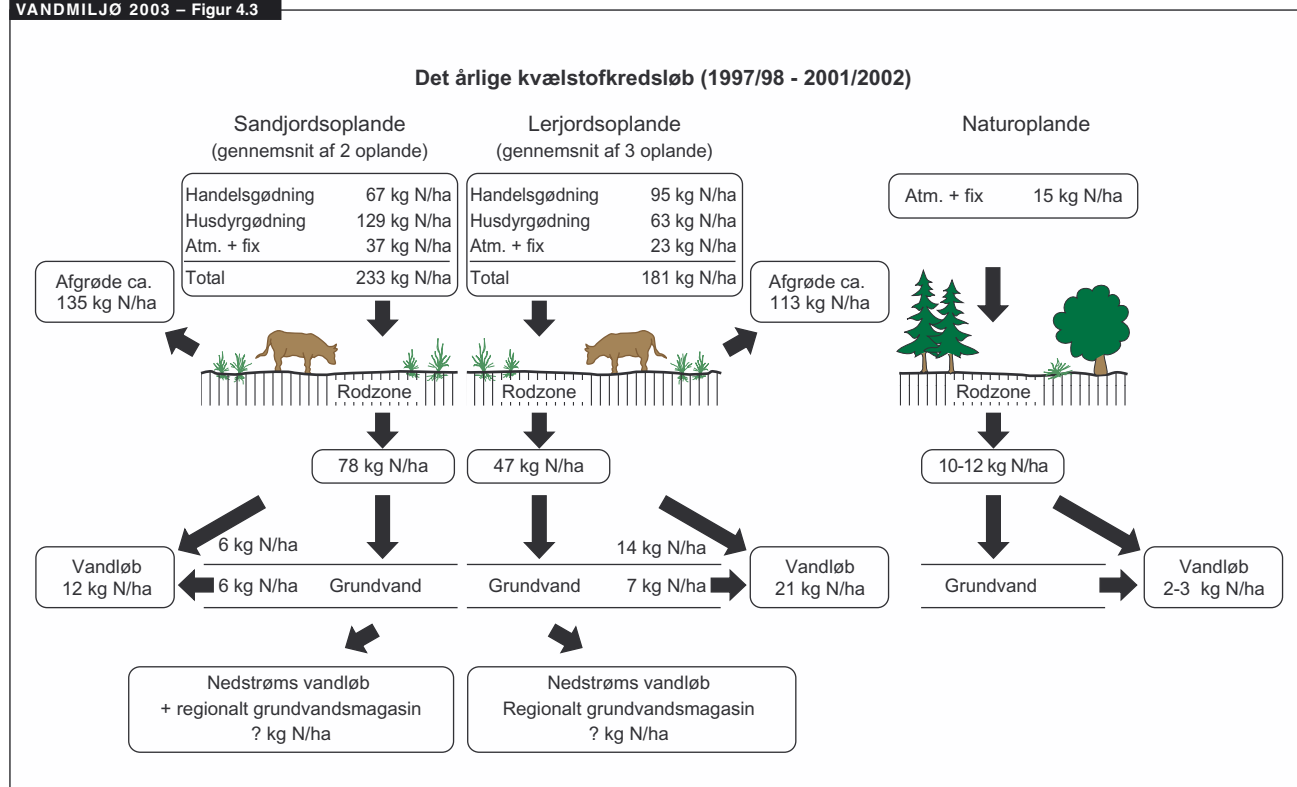 VANDMILJØ 2003 – Figur 4.3
Det årlige kvælstofkredsløb (1997/98 - 2001/2002)
Sandjordsoplande
(gennemsnit af 2 oplande)
Handelsgødning 67 kg N/ha
Husdyrgødning 129 kg N/ha
Atm. + fix 37 kg N/ha
Total 233 kg N/ha
Afgrøde ca.
135 kg N/ha
Rodzone
78 kg N/ha
6 kg N/ha
Vandløb
12 kg N/ha
6 kg N/ha
Grundvand
Nedstrøms vandløb
+ regionalt grundvandsmagasin
? kg N/ha
Lerjordsoplande
(gennemsnit af 3 oplande)
Handelsgødning 95 kg N/ha
Husdyrgødning 63 kg N/ha
Atm. + fix 23 kg N/ha
Total 181 kg N/ha
Afgrøde ca.
113 kg N/ha
Rodzone
47 kg N/ha
14 kg N/ha
Grundvand
7 kg N/ha
Vandløb
21 kg N/ha
Nedstrøms vandløb
Regionalt grundvandsmagasin
? kg N/ha
Naturoplande
Atm. + fix 15 kg N/ha
Rodzone
10-12 kg N/ha
Grundvand
Vandløb
2-3 kg N/ha